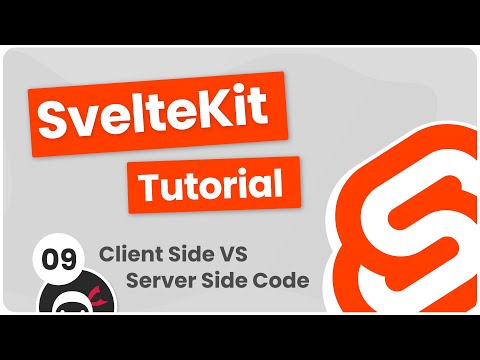 SvelteKit
Tutorial
09
Client Side VS
Server Side Code